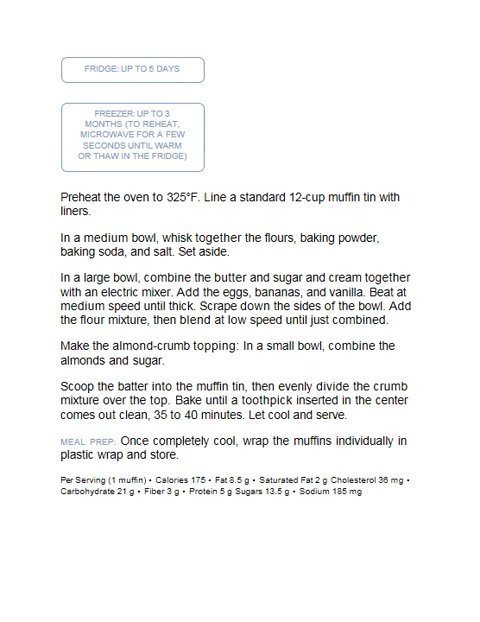 FRIDGE: UP TO 5 DAYS
FREEZER: UP TO 3
MONTHS (TO REHEAT,
MICROWAVE FOR A FEW
SECONDS UNTIL WARM
OR THAW IN THE FRIDGE)
Preheat the oven to 325°F. Line a standard 12-cup muffin tin with
liners.
In a medium bowl, whisk together the flours, baking powder,
baking soda, and salt. Set aside.
In a large bowl, combine the butter and sugar and cream together
with an electric mixer. Add the eggs, bananas, and vanilla. Beat at
medium speed until thick. Scrape down the sides of the bowl. Add
the flour mixture, then blend at low speed until just combined.
Make the almond-crumb topping: In a small bowl, combine the
almonds and sugar.
Scoop the batter into the muffin tin, then evenly divide the crumb
mixture over the top. Bake until a toothpick inserted in the center
comes out clean, 35 to 40 minutes. Let cool and serve.
MEAL PREP: Once completely cool, wrap the muffins individually in
plastic wrap and store.
Per Serving (1 muffin) • Calories 175 • Fat 8.5 g • Saturated Fat 2 g Cholesterol 36 mg •
Carbohydrate 21 g • Fiber 3 g • Protein 5 g Sugars 13.5 g • Sodium 185 mg